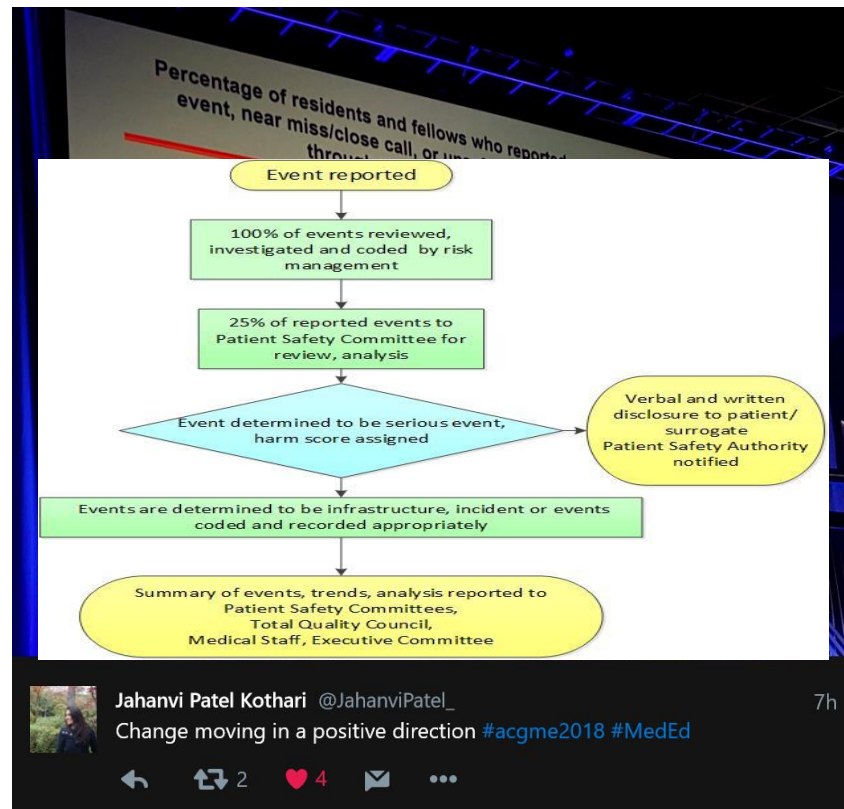 Percentage of residents and fellows who reported
event, near miss/close call, or
Event reported
100% of events reviewed,
investigated and coded by risk
management
25% of reported events to
Patient Safety Committee for
review, analysis
Event determined to be serious event,
harm score assigned
Verbal and written
disclosure to patient/
surrogate
Patient Safety Authority
notified
Events are determined to be infrastructure, incident or events
coded and recorded appropriately
Summary of events, trends, analysis reported to
Patient Safety Committees,
Total Quality Council,
Medical Staff, Executive Committee
Jahanvi Patel Kothari @JahanviPatel_ 7h
Change moving in a positive direction #acgme2018 #MedEd
2 4